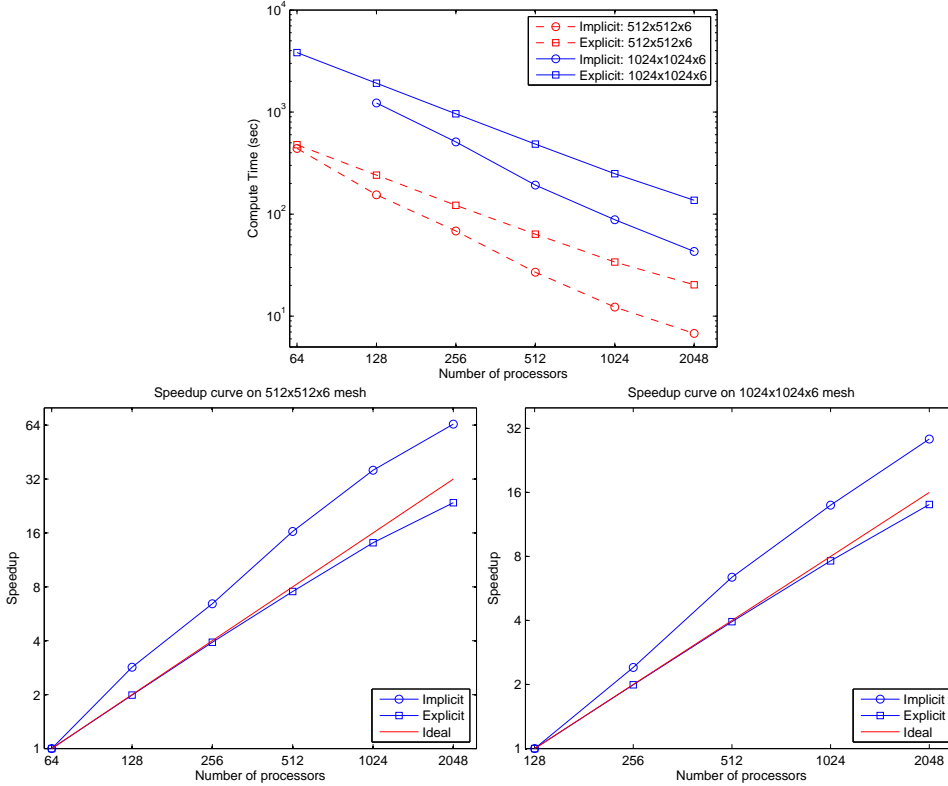 10^4
10^3
10^2
10^1
Compute Time (sec)
Implicit: 512x512x6
Explicit: 512x512x6
Implicit: 1024x1024x6
Explicit: 1024x1024x6
64 128 256 512 1024 2048
Number of processors
Speedup curve on 512x512x6 mesh
64
32
16
8
4
2
1
Speedup
Implicit
Explicit
Ideal
64 128 256 512 1024 2048
Number of processors
Speedup curve on 1024x1024x6 mesh
32
16
8
4
2
1
Speedup
Implicit
Explicit
Ideal
128 256 512 1024 2048
Number of processors